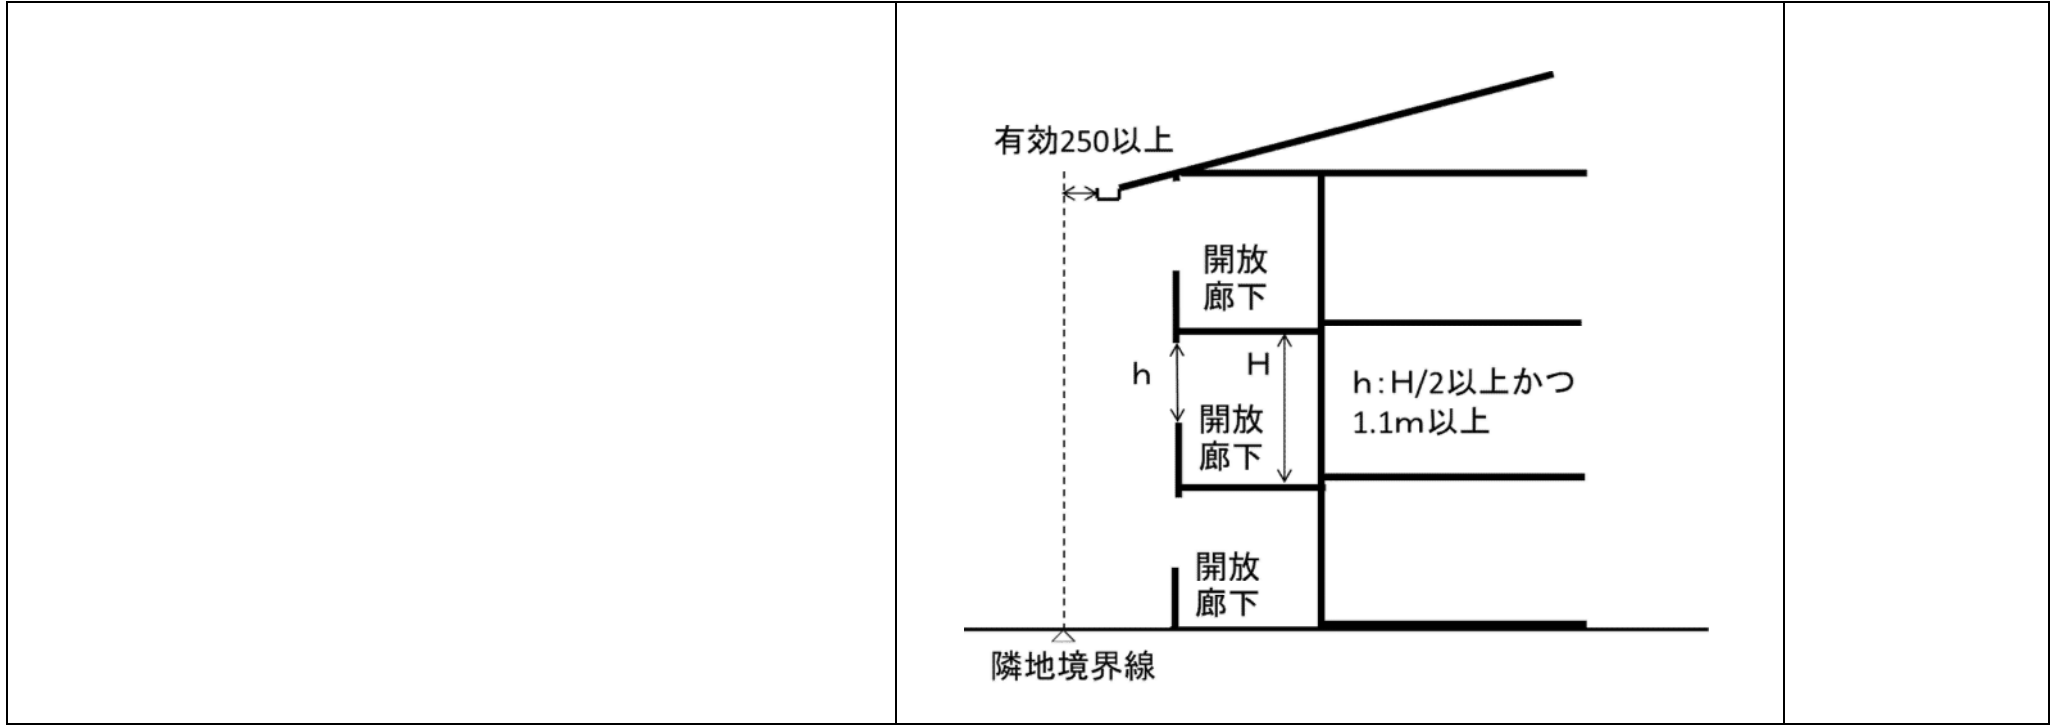 有効250以上
開放
廊下
h
H
h:H/2以上かつ
1.1m以上
開放
廊下
開放
廊下
隣地境界線